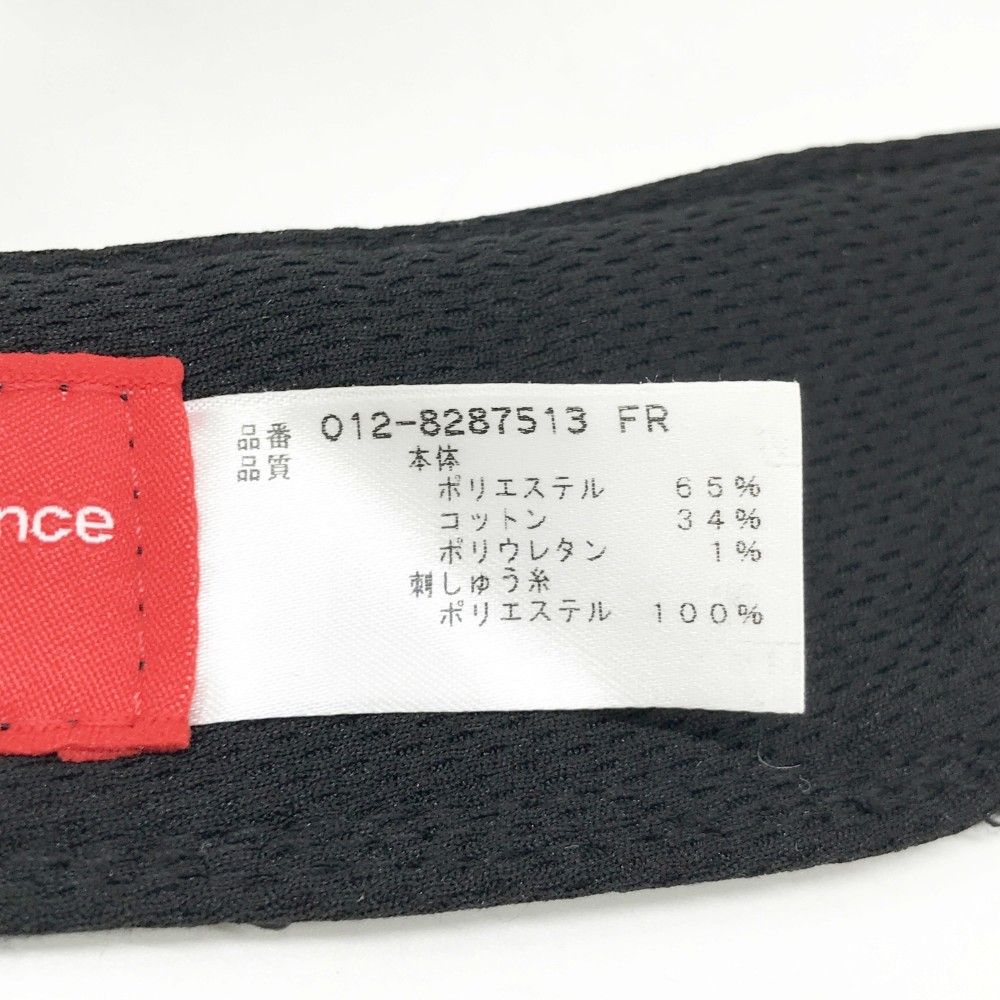 nce
品番 012-8287513 FR
品質 本体
ポリエステル 65%
コットン 34%
ポリウレタン 1%
刺しゅう糸
ポリエステル 100%